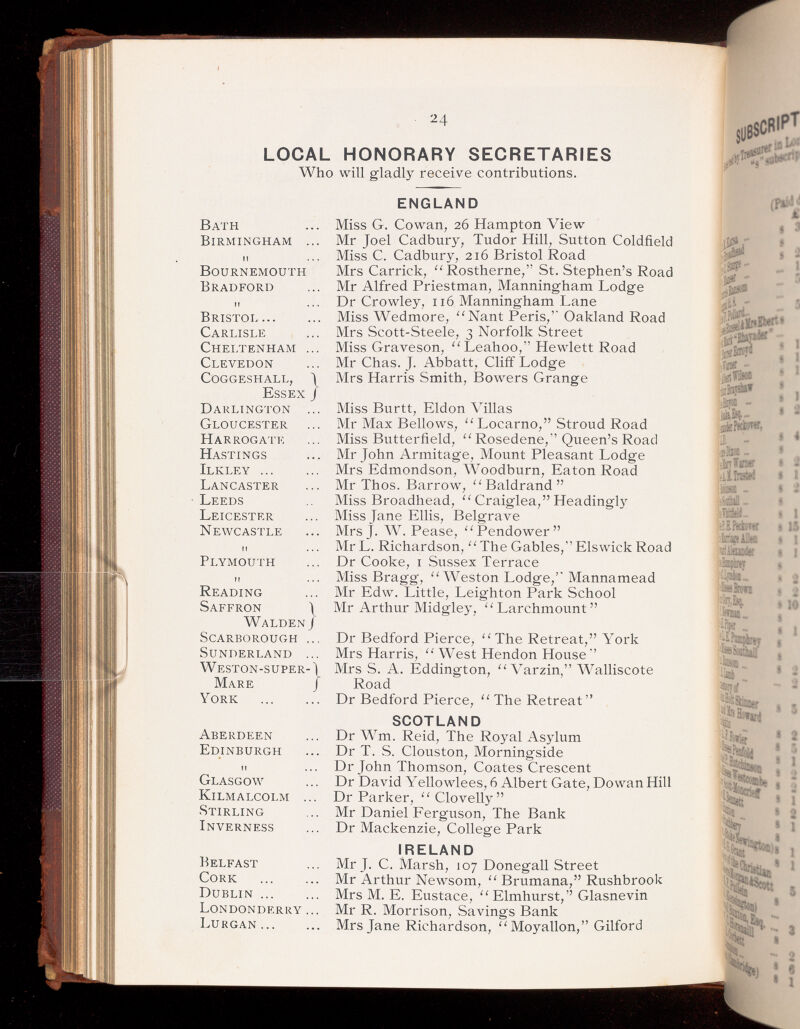 24
LOCAL HONORARY SECRETARIES
Who will gladly receive contributions.
ENGLAND
BATH ... Miss G. Cowan, 26 Hampton View
BIRMINGHAM ... Mr Joel Cadbury, Tudor Hill, Sutton Coldfield
" ... Miss C. Cadbury, 216 Bristol Road
BOURNEMOUTH Mrs Carrick, "Rostherne," St. Stephen's Road
BRADFORD ... Mr Alfred Priestman, Manningham Lodge
" ... Dr Crowley, 116 Manningham Lane
BRISTOL ... ... Miss Wedmore, "Nant Peris," Oakland Road
CARLISLE ... Mrs Scott-Steele, 3 Norfolk Street
CHELTENHAM ... Miss Graveson, "Leahoo," Hewlett Road
CLEVEDON ... Mr Chas. J. Abbatt, Cliff Lodge
COGGESHALL, } Mrs Harris Smith, Bowers Grange
ESSEX
DARLINGTON ... Miss Burtt, Eldon Villas
GLOUCESTER ... Mr Max Bellows, "Locarno," Stroud Road
HARROGATE ... Miss Butterfield, "Rosedene," Queen's Road
HASTINGS ... Mr John Armitage, Mount Pleasant Lodge
ILKLEY ... ... Mrs Edmondson, Woodburn, Eaton Road
LANCASTER ... Mr Thos. Barrow, "Baldrand"
LEEDS .. Miss Broadhead, "Craiglea," Headingly
LEICESTER ... Miss Jane Ellis, Belgrave
NEWCASTLE ... Mrs J. W. Pease, "Pendower"
" ... Mr L. Richardson, "The Gables," Elswick Road
PLYMOUTH ... Dr Cooke, 1 Sussex Terrace
" ... Miss Bragg, "Weston Lodge," Mannamead
READING ... Mr Edw. Little, Leighton Park School
SAFFRON } Mr Arthur Midgley, "Larchmount"
WALDEN
SCARBOROUGH ... Dr Bedford Pierce, "The Retreat," York
SUNDERLAND ... Mrs Harris, "West Hendon House"
WESTON-SUPER- } Mrs S. A. Eddington, "Varzin," Walliscote
MARE Road
YORK ... ... Dr Bedford Pierce, "The Retreat"
SCOTLAND
ABERDEEN ... Dr Wm. Reid, The Royal Asylum
EDINBURGH ... Dr T. S. Clouston, Morningside
" ... Dr John Thomson, Coates Crescent
GLASGOW ... Dr David Yellowlees, 6 Albert Gate, Dowan Hill
KILMALCOLM ... Dr Parker, "Clovelly"
STIRLING ... Mr Daniel Ferguson, The Bank
INVERNESS ... Dr Mackenzie, College Park
IRELAND
BELFAST ... Mr J. C. Marsh, 107 Donegall Street
CORK ... ... Mr Arthur Newsom, "Brumana," Rushbrook
DUBLIN ... ... Mrs M. E. Eustace, "Elmhurst," Glasnevin
LONDONDERRY ... Mr R. Morrison, Savings Bank
LURGAN ... ... Mrs Jane Richardson, "Moyallon," Gilford